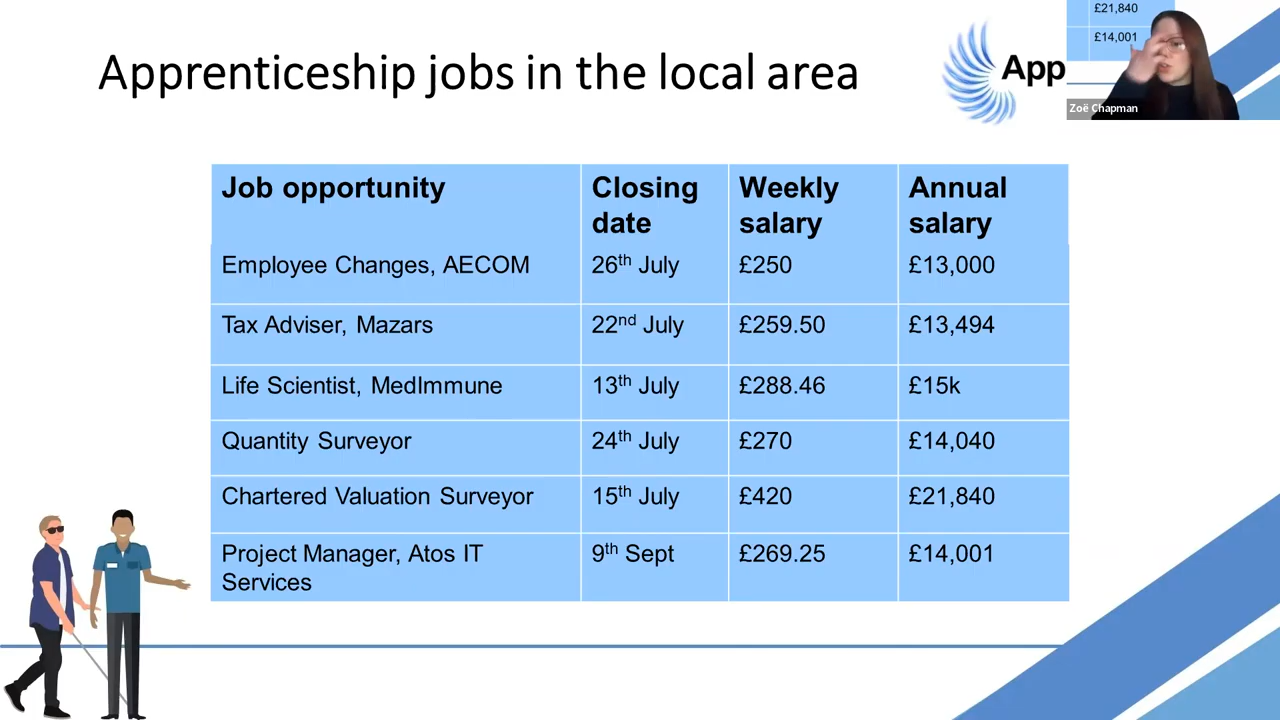 Apprenticeship jobs in the local area
App
£21,840
£14,001
Zoë Chapman
Job opportunity
Closing date
Weekly salary
Annual salary
Employee Changes, AECOM
26th July
£250
£13,000
Tax Adviser, Mazars
22nd July
£259.50
£13,494
Life Scientist, MedImmune
13th July
£288.46
£15k
Quantity Surveyor
24th July
£270
£14,040
Chartered Valuation Surveyor
15th July
£420
£21,840
Project Manager, Atos IT
Services
9th Sept
£269.25
£14,001